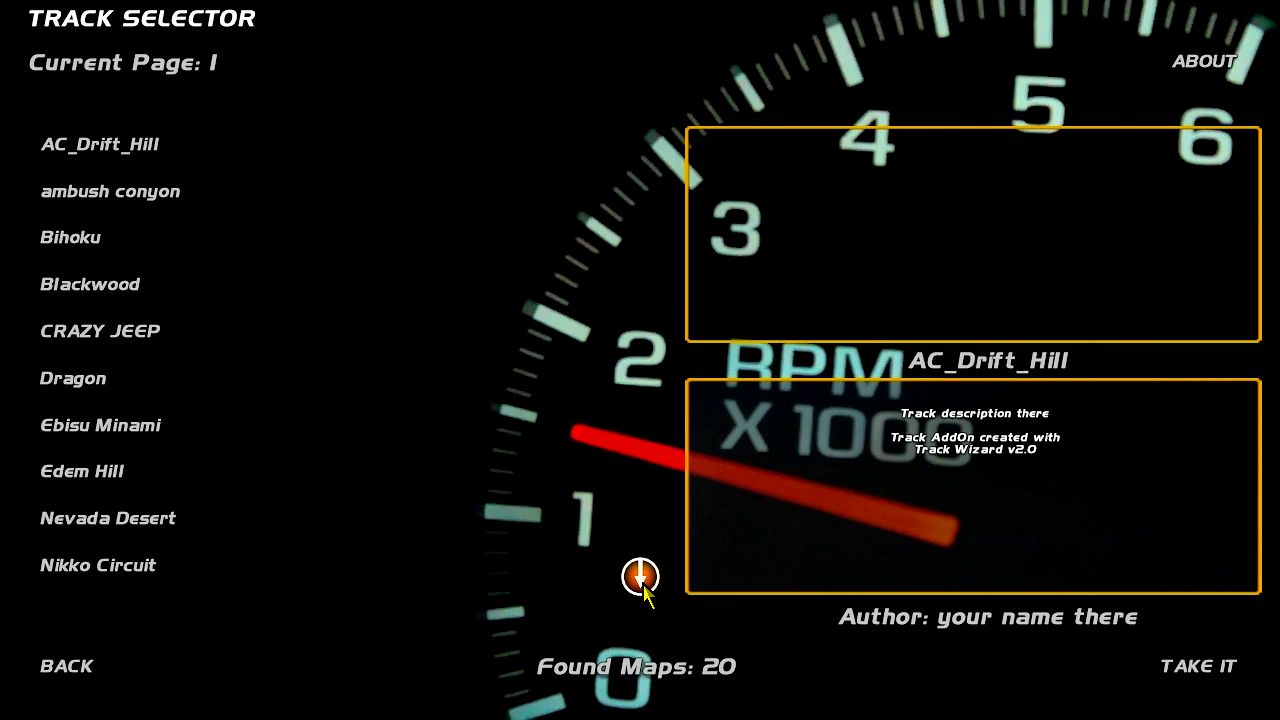 TRACK SELECTOR
Current Page: 1
ABOUT
AC_Drift_Hill
ambush conyon
Bihoku
Blackwood
CRAZY JEEP
Dragon
Ebisu Minami
Edem Hill
Nevada Desert
Nikko Circuit
0
1
2
3
4
5
6
RPM
X 1000
AC_Drift_Hill
Track description there
Track AddOn created with
Track Wizard v2.0
Author: your name there
BACK
Found Maps: 20
TAKE IT